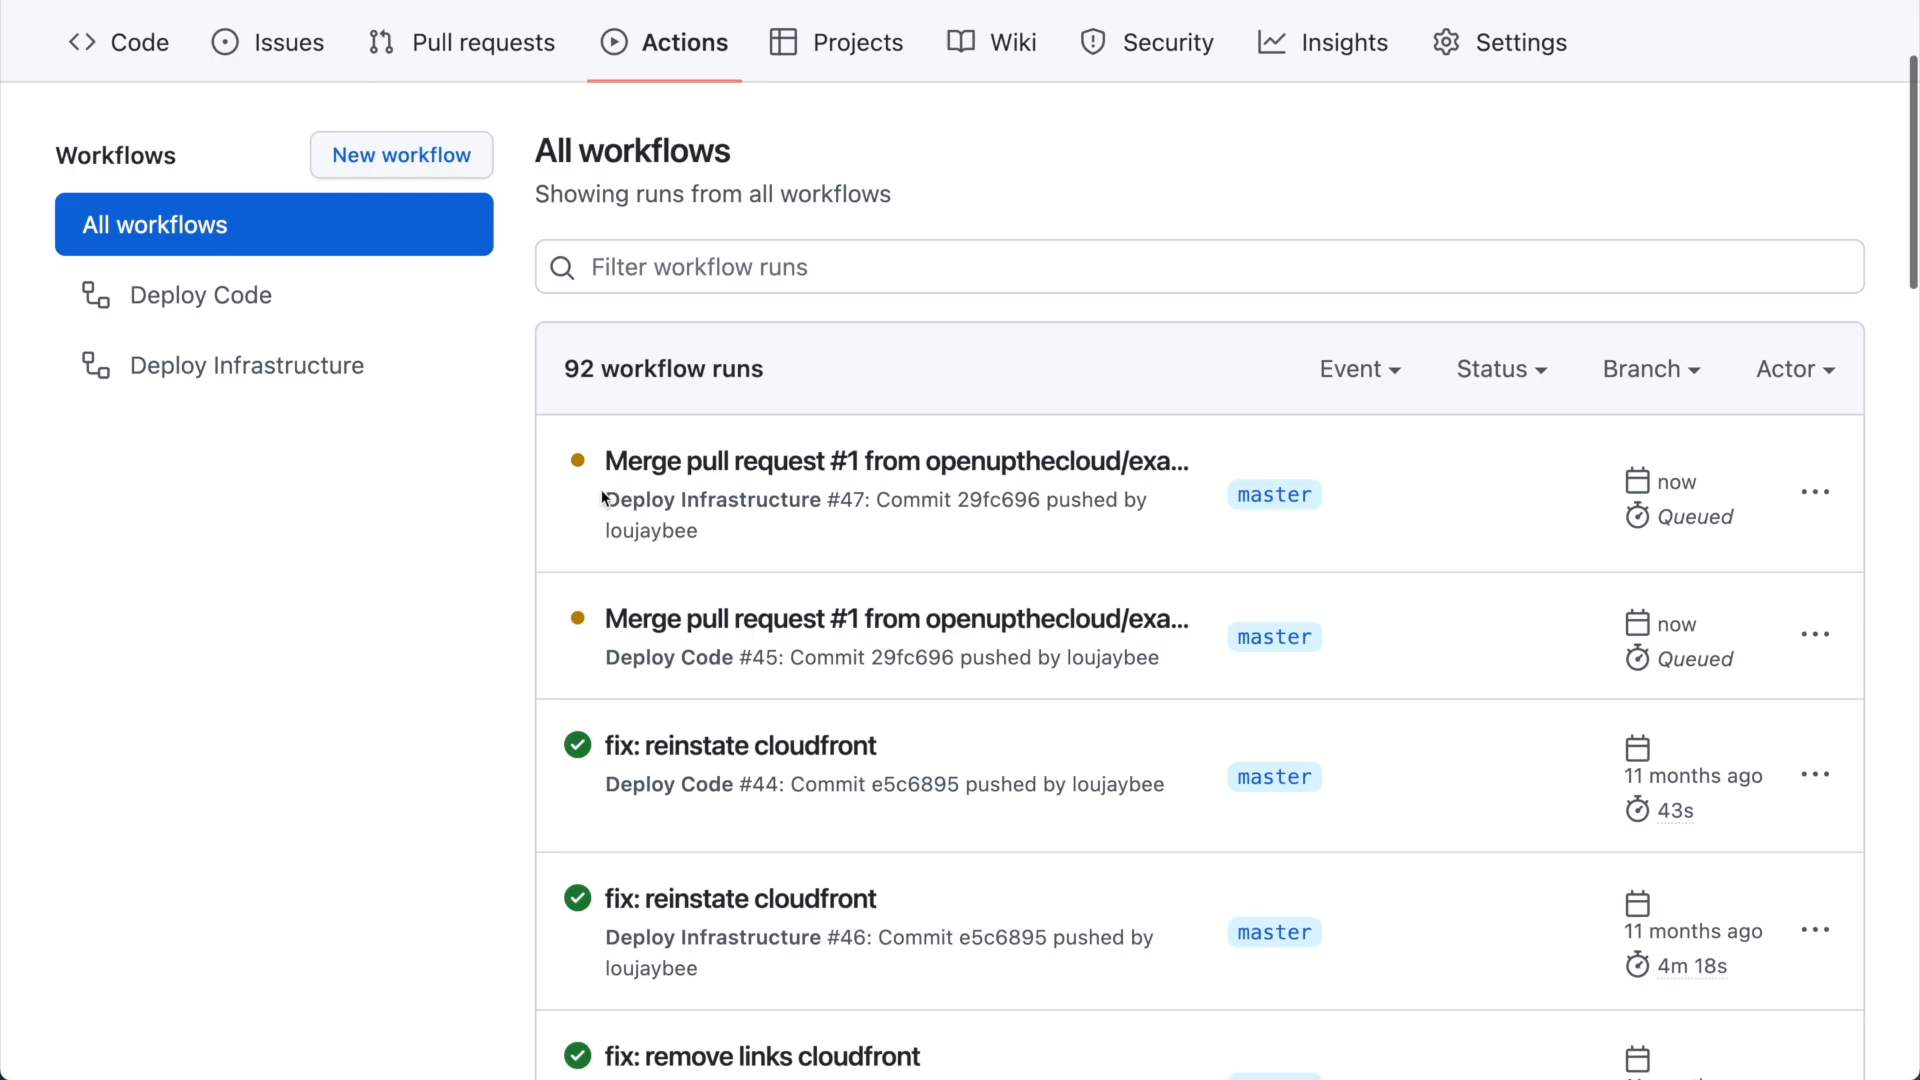 Code Issues Pull requests Actions Projects Wiki Security Insights Settings
Workflows
New workflow
All workflows
Deploy Code
Deploy Infrastructure
All workflows
Showing runs from all workflows
Filter workflow runs
92 workflow runs
Event Status Branch Actor
Merge pull request #1 from openupthecloud/exa...
Deploy Infrastructure #47: Commit 29fc696 pushed by
loujaybee
master
now
Queued
Merge pull request #1 from openupthecloud/exa...
Deploy Code #45: Commit 29fc696 pushed by loujaybee
master
now
Queued
fix: reinstate cloudfront
Deploy Code #44: Commit e5c6895 pushed by loujaybee
master
11 months ago
43s
fix: reinstate cloudfront
Deploy Infrastructure #46: Commit e5c6895 pushed by
loujaybee
master
11 months ago
4m 18s
fix: remove links cloudfront